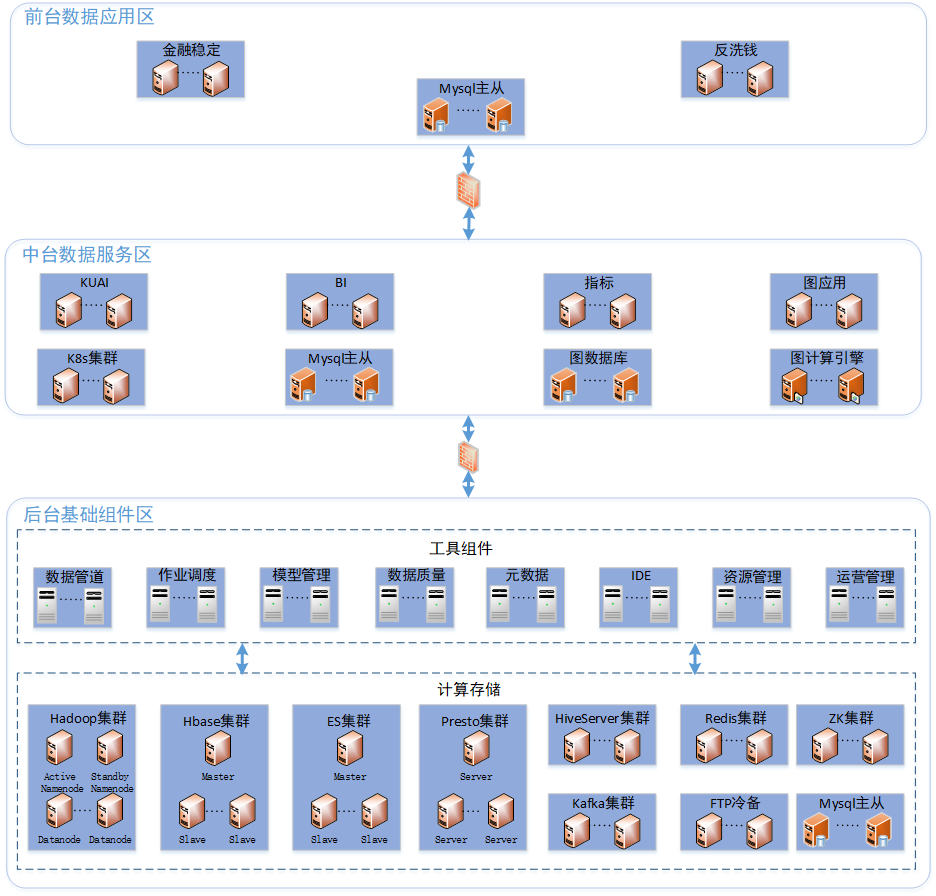 前台数据应用区
金融稳定
反洗钱
Mysql主从
中台数据服务区
KUAI
BI
指标
图应用
K8s集群
Mysql主从
图数据库
图计算引擎
后台基础组件区
工具组件
数据管道
作业调度
模型管理
数据质量
元数据
IDE
资源管理
运营管理
计算存储
Hadoop集群
Active Namenode
Standby Namenode
Datanode
Datanode
Hbase集群
Master
Slave
Slave
ES集群
Master
Slave
Slave
Presto集群
Server
Server
Server
HiveServer集群
Redis集群
ZK集群
Kafka集群
FTP冷备
Mysql主从